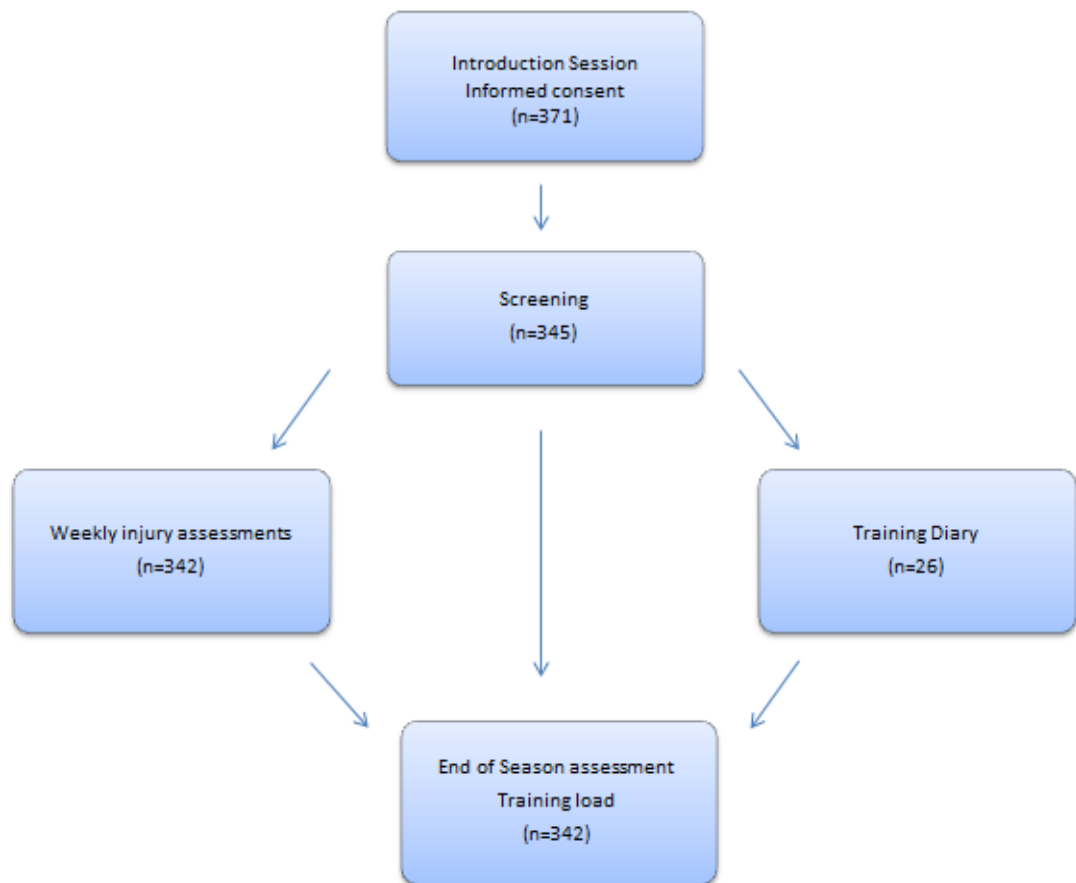 Introduction Session
Informed consent
(n=371)
Screening
(n=345)
Weekly injury assessments
(n=342)
Training Diary
(n=26)
End of Season assessment
Training load
(n=342)